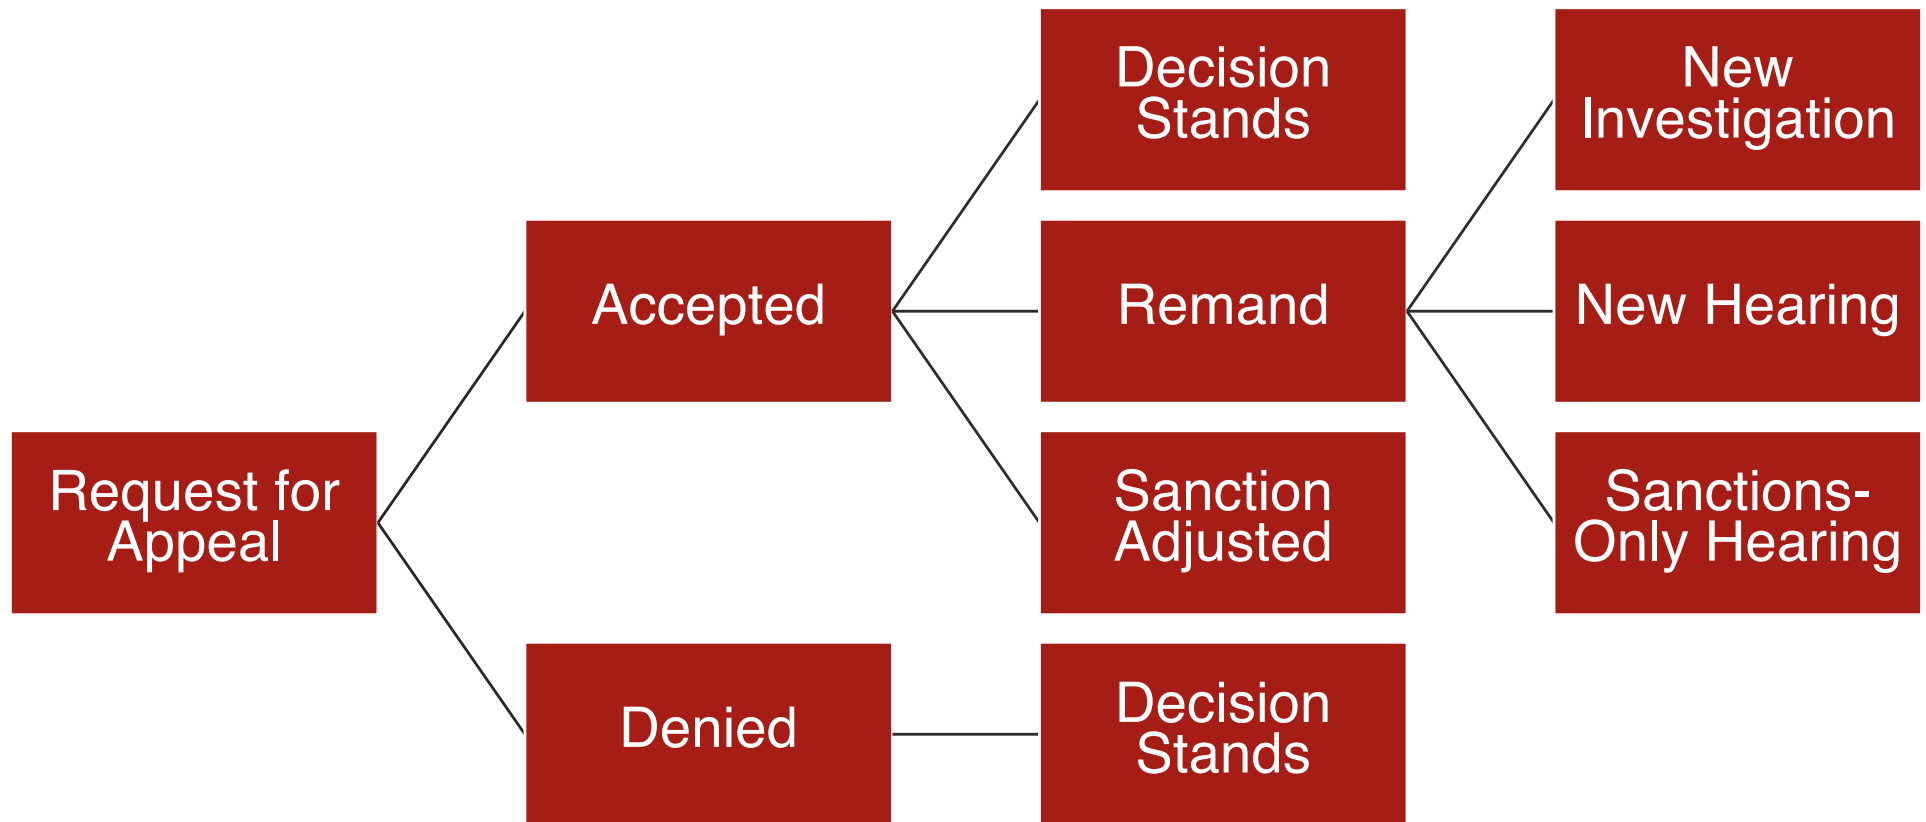 Request for
Appeal
Accepted
Denied
Decision
Stands
Remand
Sanction
Adjusted
Decision
Stands
New
Investigation
New Hearing
Sanctions-
Only Hearing